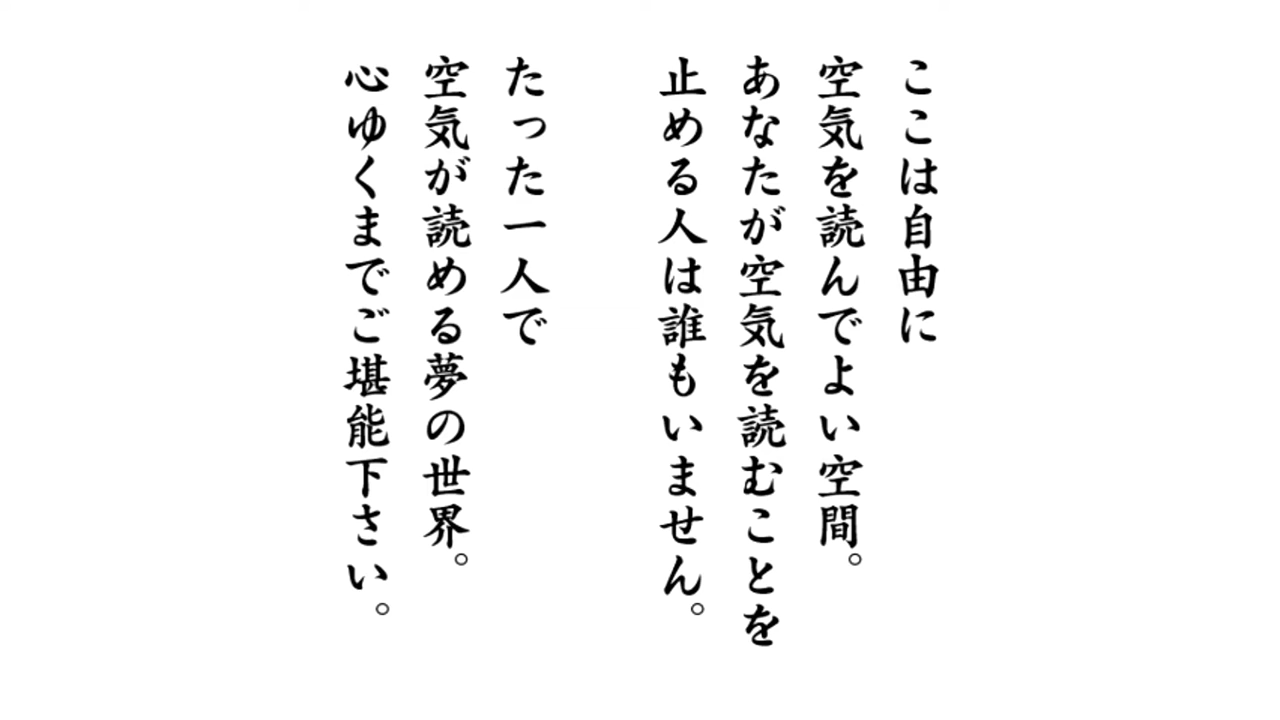 ここは自由に
空気を読んでよい空間。
あなたが空気を読むことを
止める人は誰もいません。
たった一人で
空気が読める夢の世界。
心ゆくまでご堪能下さい。